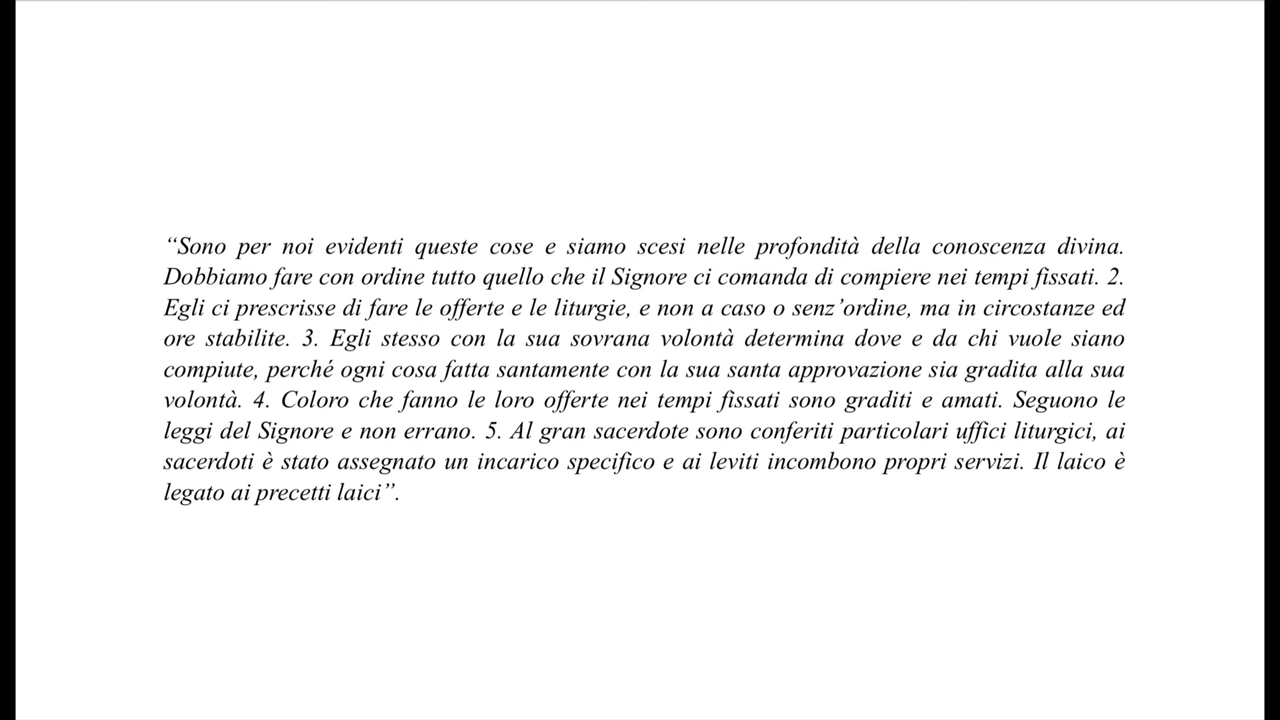 “Sono per noi evidenti queste cose e siamo scesi nelle profondità della conoscenza divina.
Dobbiamo fare con ordine tutto quello che il Signore ci comanda di compiere nei tempi fissati. 2.
Egli ci prescrisse di fare le offerte e le liturgie, e non a caso o senz’ordine, ma in circostanze ed
ore stabilite. 3. Egli stesso con la sua sovrana volontà determina dove e da chi vuole siano
compiute, perché ogni cosa fatta santamente con la sua santa approvazione sia gradita alla sua
volontà. 4. Coloro che fanno le loro offerte nei tempi fissati sono graditi e amati. Seguono le
leggi del Signore e non errano. 5. Al gran sacerdote sono conferiti particolari uffici liturgici, ai
sacerdoti è stato assegnato un incarico specifico e ai leviti incombono propri servizi. Il laico è
legato ai precetti laici”.